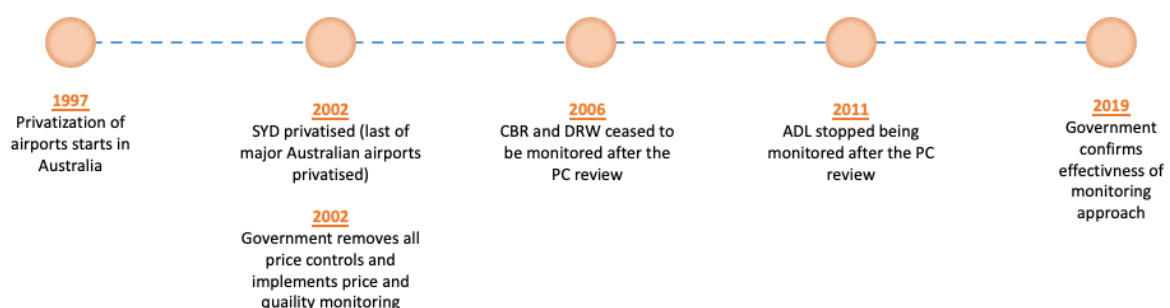 1997
Privatization of
airports starts in
Australia
2002
SYD privatised (last of
major Australian airports
privatised)
2002
Government removes all
price controls and
implements price and
quaility monitoring
2006
CBR and DRW ceased to
be monitored after the
PC review
2011
ADL stopped being
monitored after the PC
review
2019
Government
confirms
effectivness of
monitoring
approach